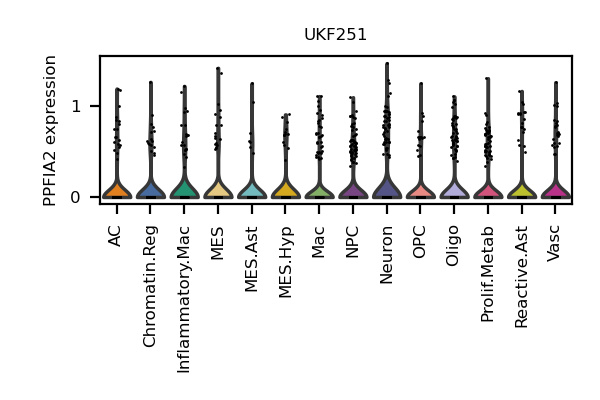 UKF251
PPFIA2 expression
1
0
AC
Chromatin.Reg
Inflammatory.Mac
MES
MES.Ast
MES.Hyp
Mac
NPC
Neuron
OPC
Oligo
Prolif.Metab
Reactive.Ast
Vasc